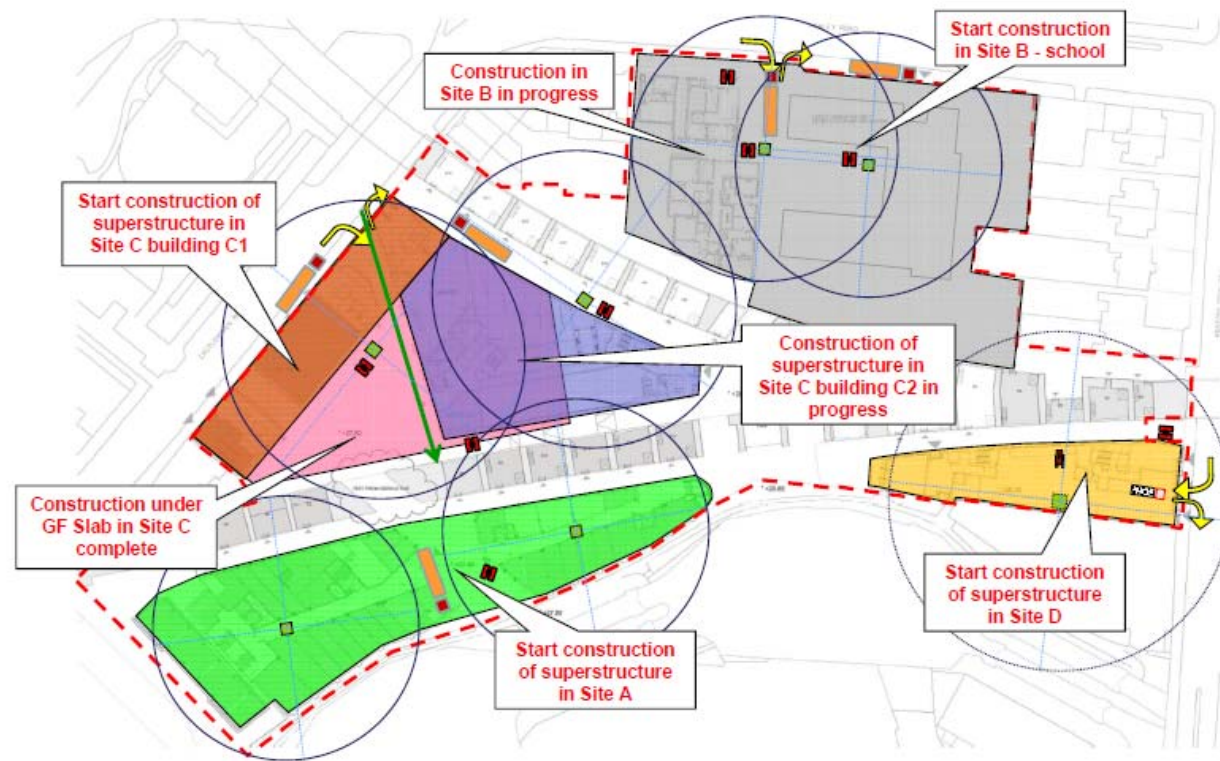 Start construction
in Site B - school
Construction in
Site B in progress
Start construction of
superstructure in
Site C building C1
Construction of
superstructure in
Site C building C2 in
progress
Construction under
GF Slab in Site C
complete
Start construction
of superstructure
in Site D
Start construction
of superstructure
in Site A